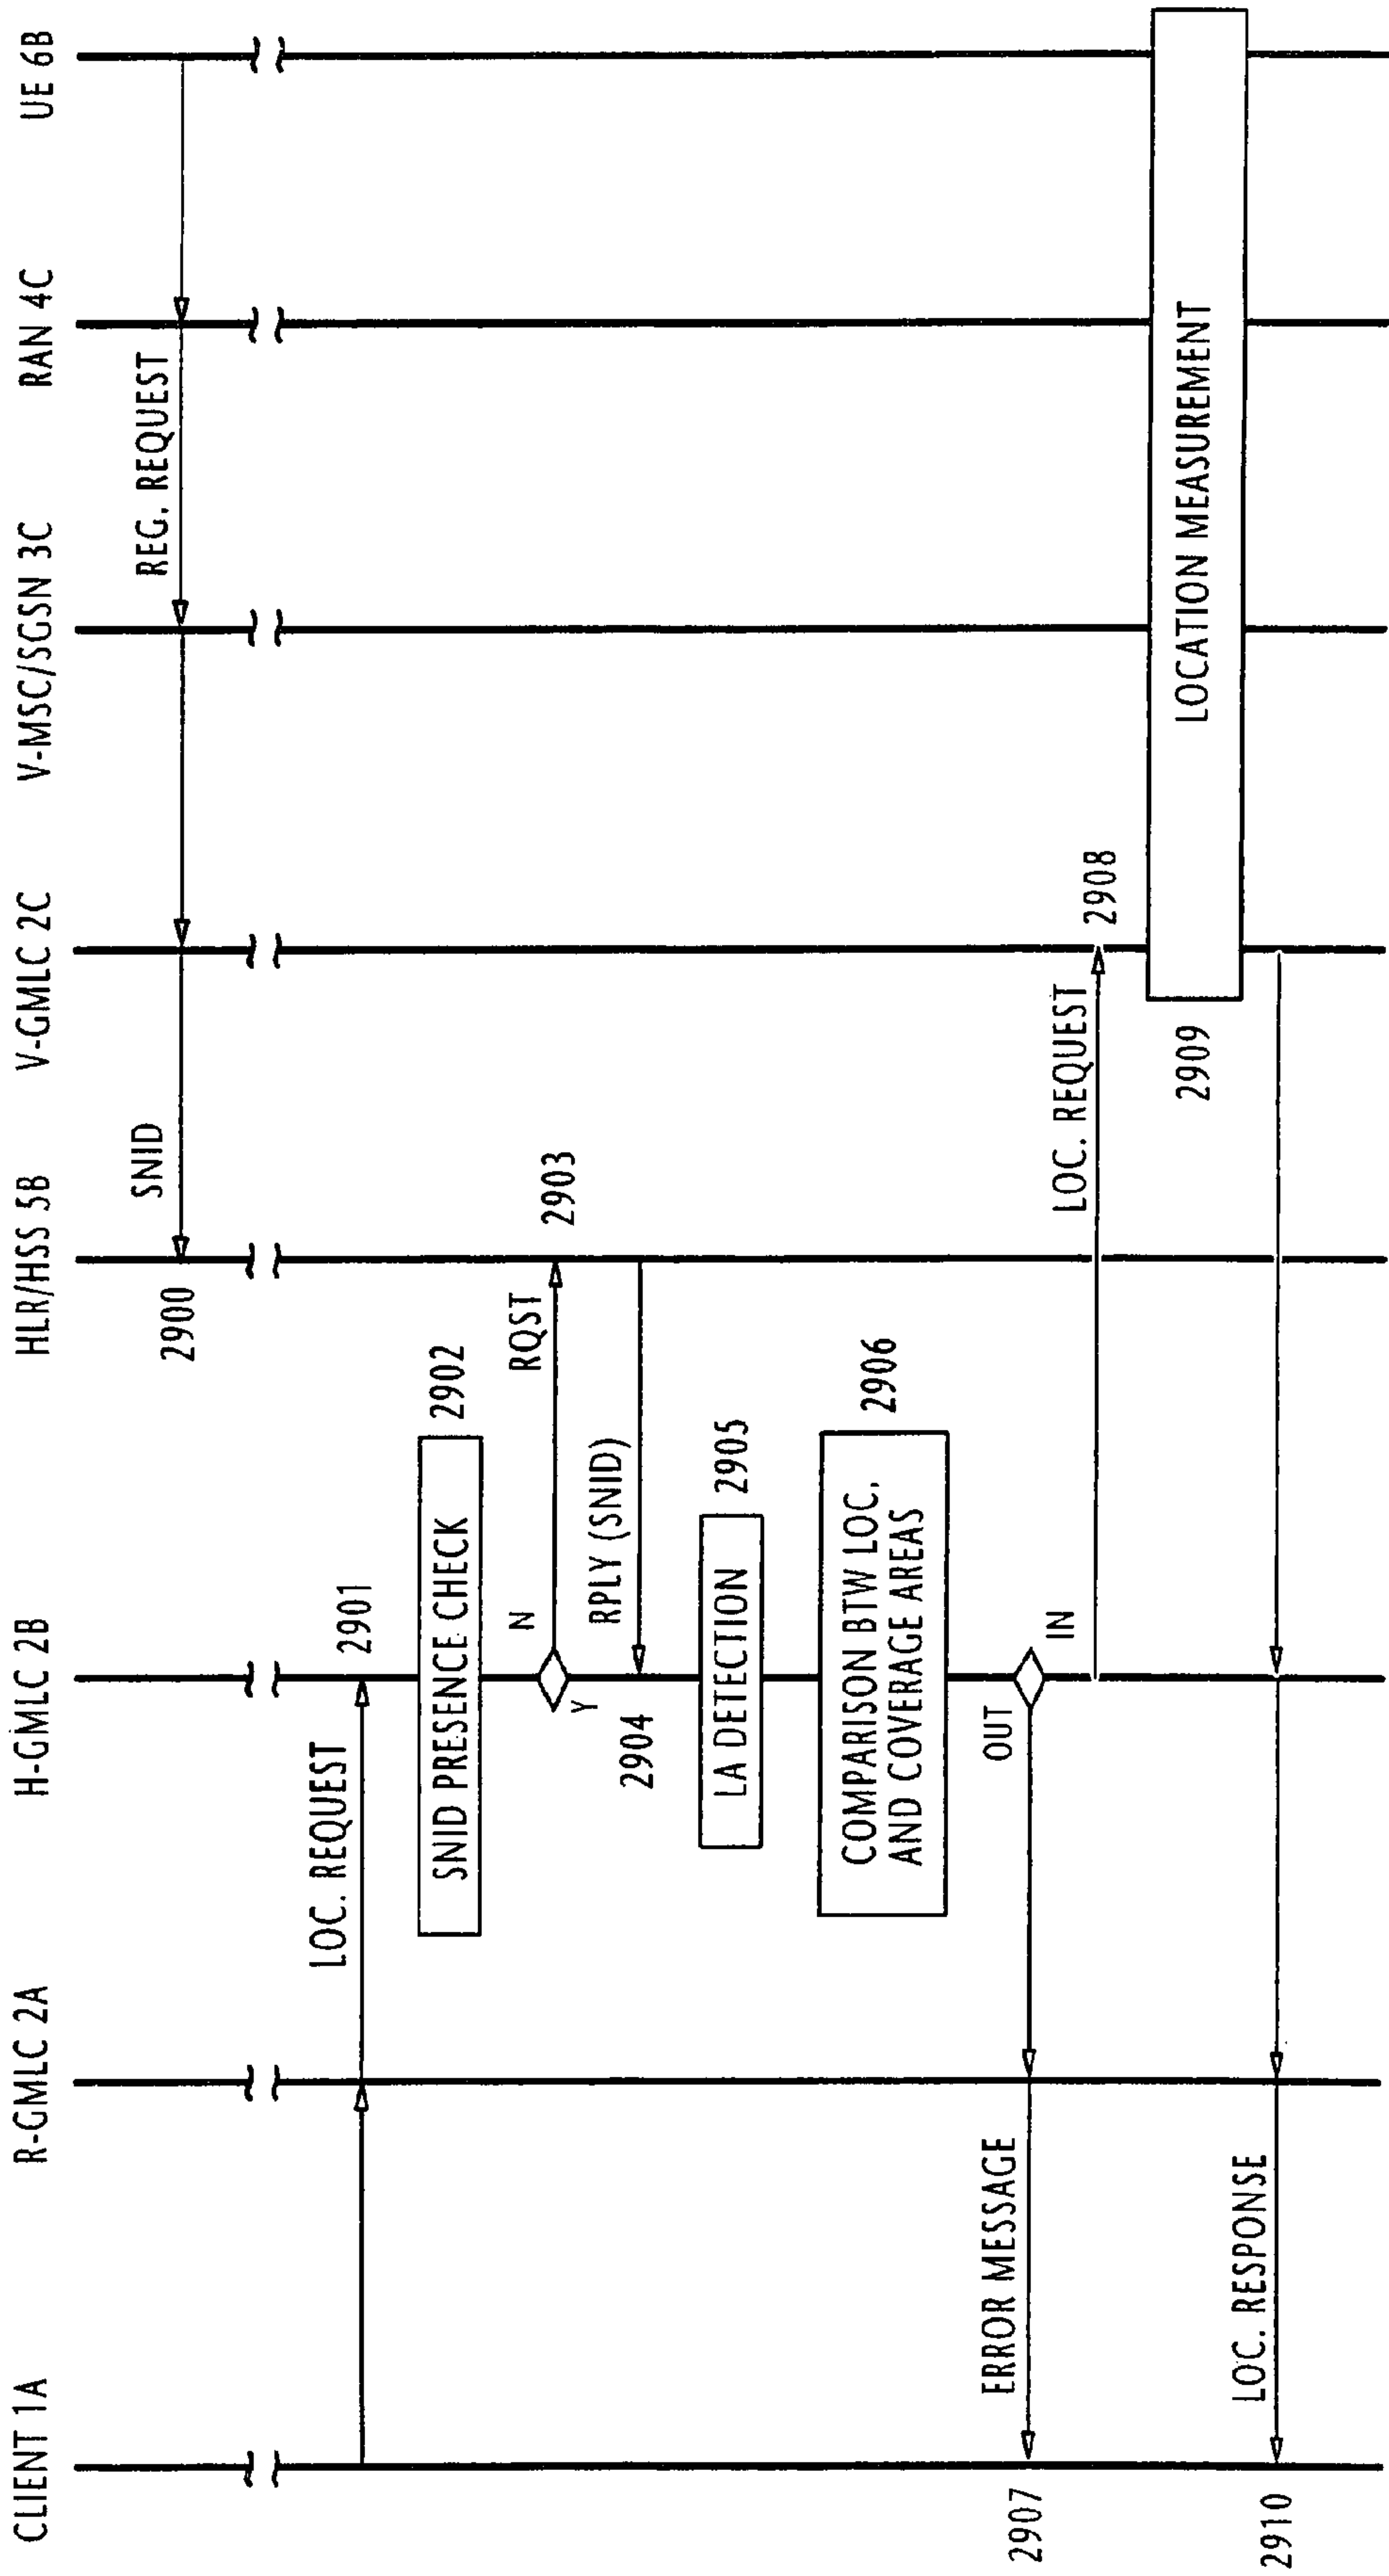 CLIENT 1A
R-GMLC 2A
H-GMLC 2B
HLR/HSS 5B
V-GMLC 2C
V-MSC/SGSN 3C
RAN 4C
UE 6B
REG. REQUEST
SNID
2900
LOC. REQUEST
2901
SNID PRESENCE CHECK
2902
N
Y
RQST
2903
RPLY (SNID)
2904
LA DETECTION
2905
COMPARISON BTW LOC,
AND COVERAGE AREAS
2906
OUT
IN
ERROR MESSAGE
2907
LOC. REQUEST
2908
LOCATION MEASUREMENT
2909
LOC. RESPONSE
2910